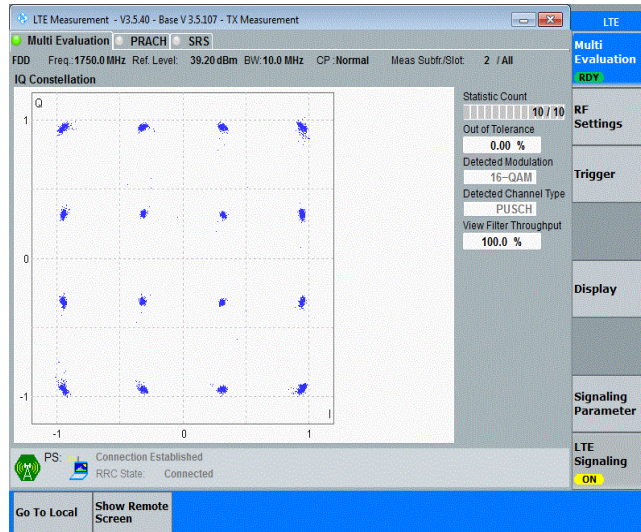 LTE Measurement - V3.5.40 - Base V 3.5.107 - TX Measurement
LTE
Multi Evaluation PRACH SRS
Multi
Evaluation
RDY
FDD Freq.:1750.0 MHz Ref. Level: 39.20 dBm BW:10.0 MHz CP :Normal Meas Subfr./Slot: 2 / All
IQ Constellation
Q
1
0
-1
I
-1 0 1
Statistic Count
10 / 10
Out of Tolerance
0.00 %
Detected Modulation
16-QAM
Detected Channel Type
PUSCH
View Filter Throughput
100.0 %
RF
Settings
Trigger
Display
Signaling
Parameter
LTE
Signaling
ON
PS: Connection Established
RRC State: Connected
Go To Local
Show Remote
Screen